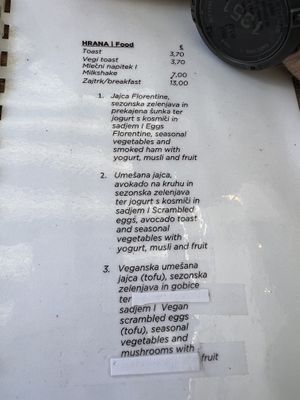 HRANA | Food €
Toast 3,70
Vegi toast 3,70
Mlečni napitek |
Milkshake 7,00
Zajtrk/breakfast 13,00
1. Jajca Florentine,
sezonska zelenjava in
prekajena šunka ter
jogurt s kosmiči in
sadjem | Eggs
Florentine, seasonal
vegetables and
smoked ham with
yogurt, musli and fruit
2. Umešana jajca,
avokado na kruhu in
sezonska zelenjava
ter jogurt s kosmiči in
sadjem | Scrambled
eggs, avocado toast
and seasonal
vegetables with
yogurt, musli and fruit
3. Veganska umešana
jajca (tofu), sezonska
zelenjava in gobice
ter
sadjem | Vegan
scrambled eggs
(tofu), seasonal
vegetables and
mushrooms with
fruit